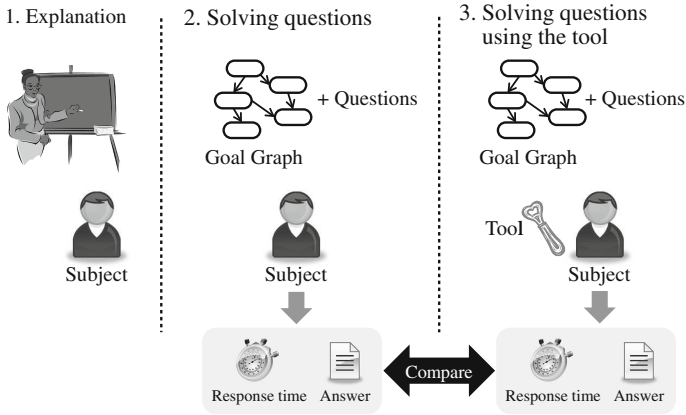 1. Explanation
Subject
2. Solving questions
+ Questions
Goal Graph
Subject
Response time
Answer
Compare
3. Solving questions
using the tool
+ Questions
Goal Graph
Tool
Subject
Response time
Answer